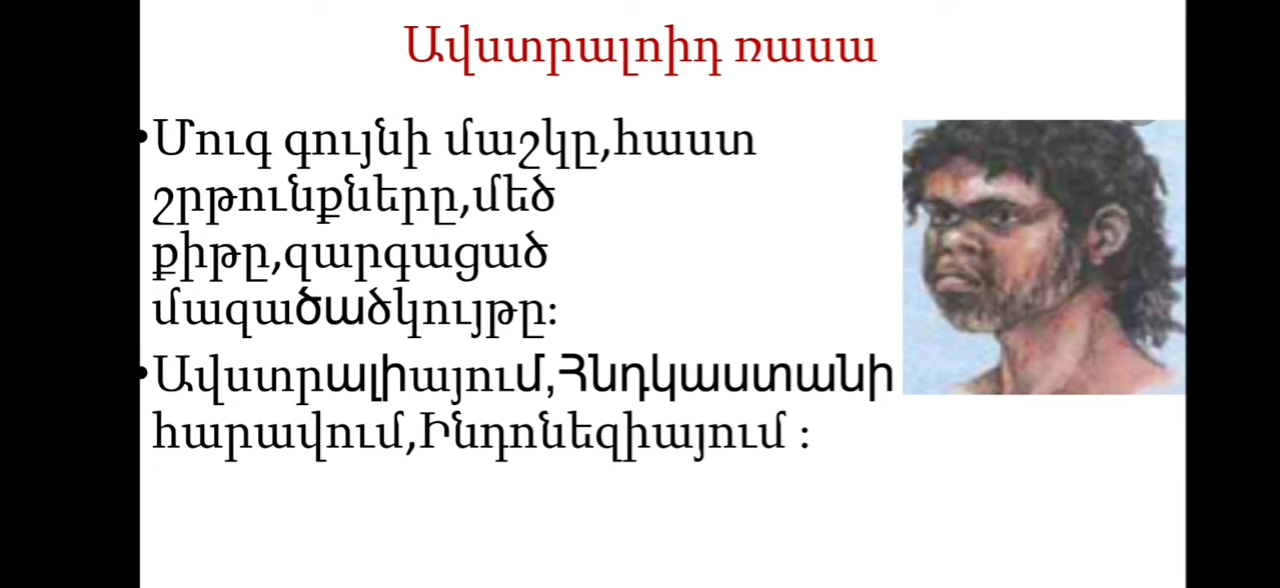 Ավստրալոիդ ռասա
•Մուգ գույնի մաշկը,հաստ
շրթունքները,մեծ
քիթը,զարգացած
մազածածկույթը։
•Ավստրալիայում,Հնդկաստանի
հարավում,Ինդոնեզիայում :